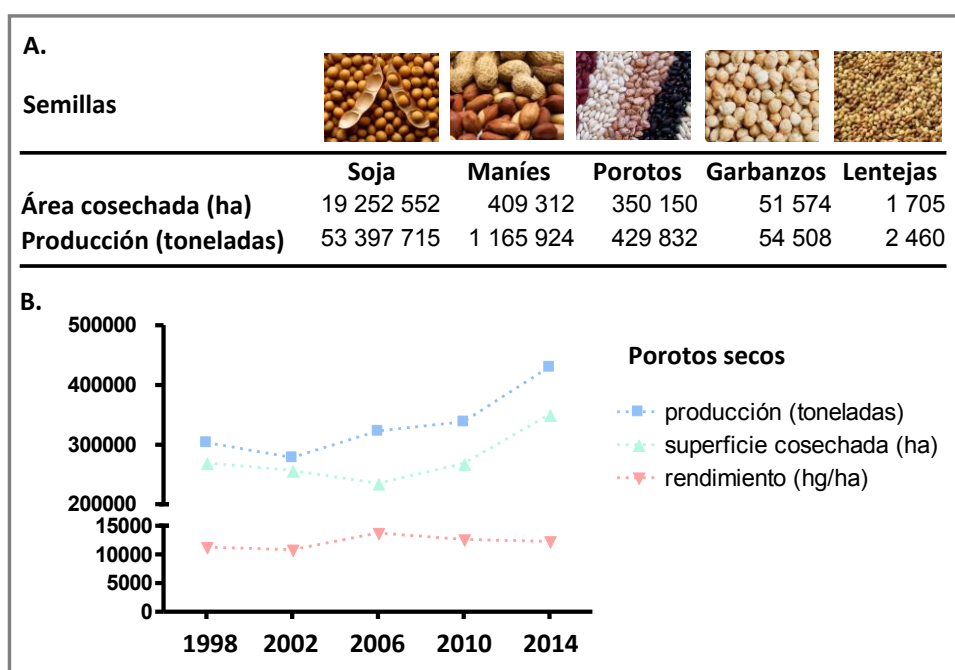 A.
Semillas
Soja Maníes Porotos Garbanzos Lentejas
Área cosechada (ha) 19 252 552 409 312 350 150 51 574 1 705
Producción (toneladas) 53 397 715 1 165 924 429 832 54 508 2 460
B.
500000
400000
300000
200000
15000
10000
5000
0
1998 2002 2006 2010 2014
Porotos secos
producción (toneladas)
superficie cosechada (ha)
rendimiento (hg/ha)